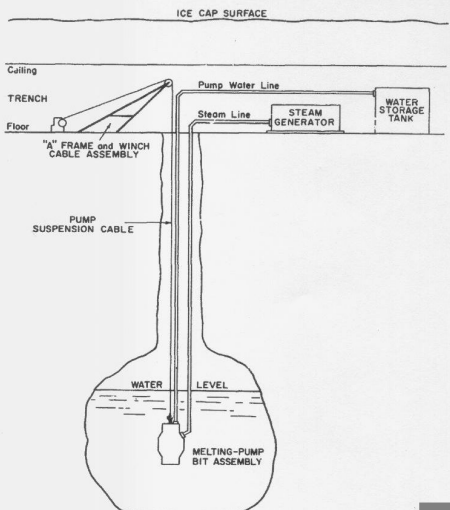 ICE CAP SURFACE
Ceiling
Pump Water Line
TRENCH
Steam Line
STEAM
GENERATOR
WATER
STORAGE
TANK
Floor
"A" FRAME and WINCH
CABLE ASSEMBLY
PUMP
SUSPENSION CABLE
WATER LEVEL
MELTING-PUMP
BIT ASSEMBLY